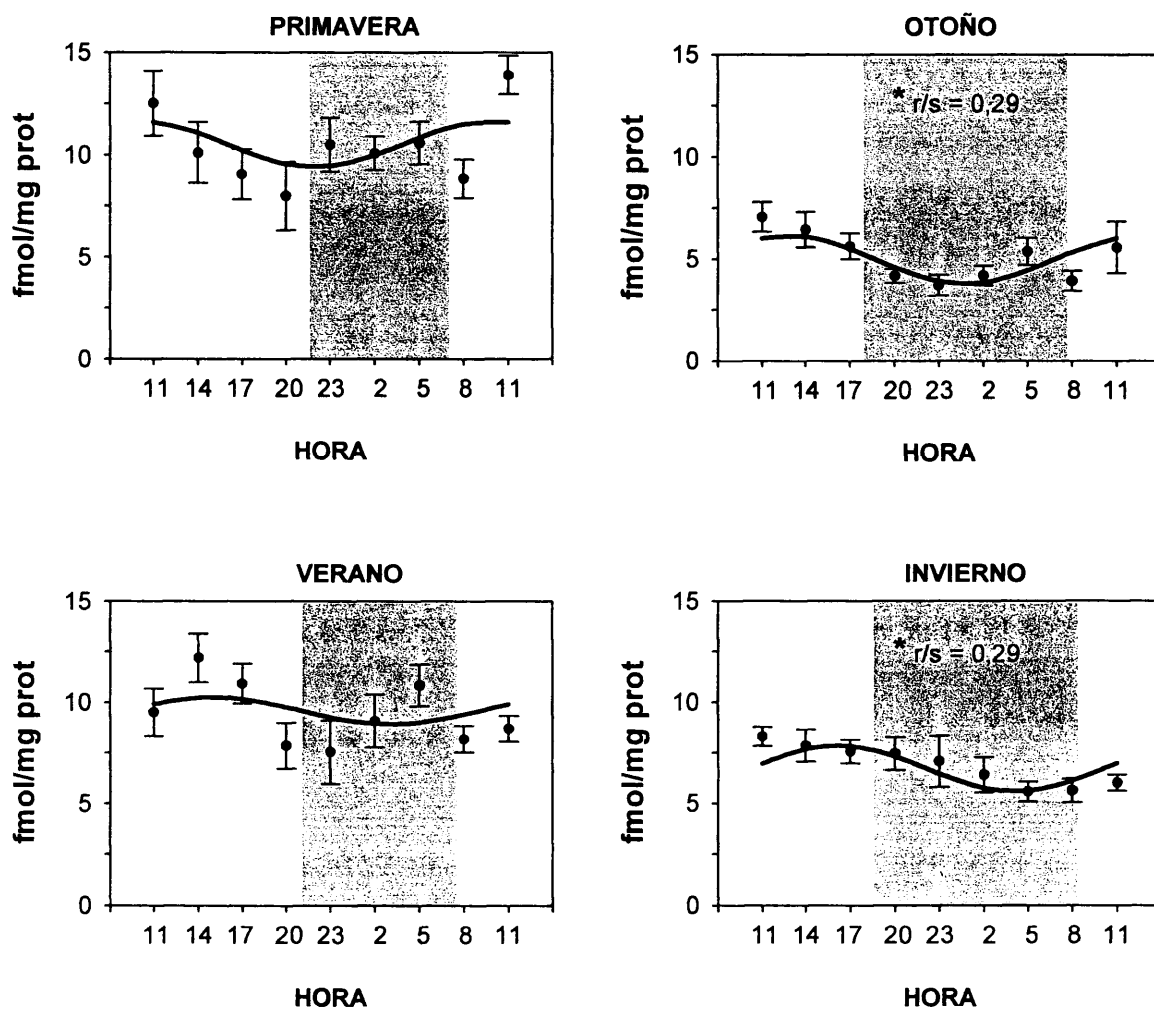 PRIMAVERA
fmol/mg prot
15
10
5
0
11 14 17 20 23 2 5 8 11
HORA
OTOÑO
fmol/mg prot
15
10
5
0
* r/s = 0,29
11 14 17 20 23 2 5 8 11
HORA
VERANO
fmol/mg prot
15
10
5
0
11 14 17 20 23 2 5 8 11
HORA
INVIERNO
fmol/mg prot
15
10
5
0
* r/s = 0,29
11 14 17 20 23 2 5 8 11
HORA